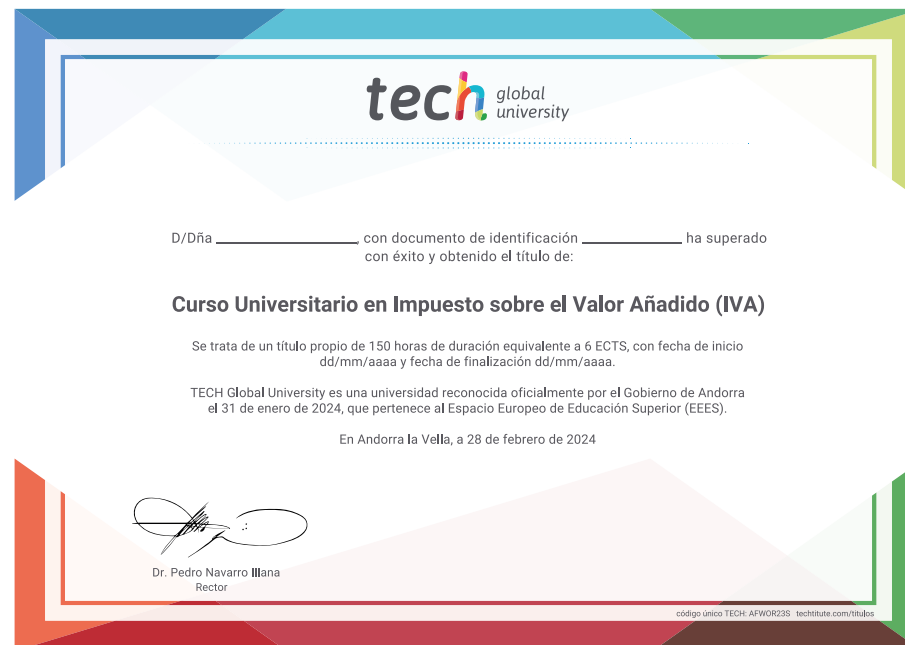 tech global university
D/Dña ___________________, con documento de identificación _____________ ha superado
con éxito y obtenido el título de:
Curso Universitario en Impuesto sobre el Valor Añadido (IVA)
Se trata de un título propio de 150 horas de duración equivalente a 6 ECTS, con fecha de inicio
dd/mm/aaaa y fecha de finalización dd/mm/aaaa.
TECH Global University es una universidad reconocida oficialmente por el Gobierno de Andorra
el 31 de enero de 2024, que pertenece al Espacio Europeo de Educación Superior (EEES).
En Andorra la Vella, a 28 de febrero de 2024
Dr. Pedro Navarro Illana
Rector
código único TECH: AFWOR23S techtitute.com/titulos